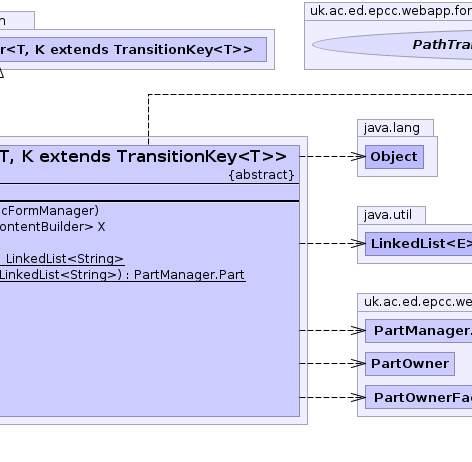 n
uk.ac.ed.epcc.webapp.for
r<T, K extends TransitionKey<T>>
PathTra
java.lang
T, K extends TransitionKey<T>>
Object
{abstract}
cFormManager)
java.util
ontentBuilder> X
LinkedList<E>
LinkedList<String>
LinkedList<String>) : PartManager.Part
uk.ac.ed.epcc.we
PartManager.
PartOwner
PartOwnerFac